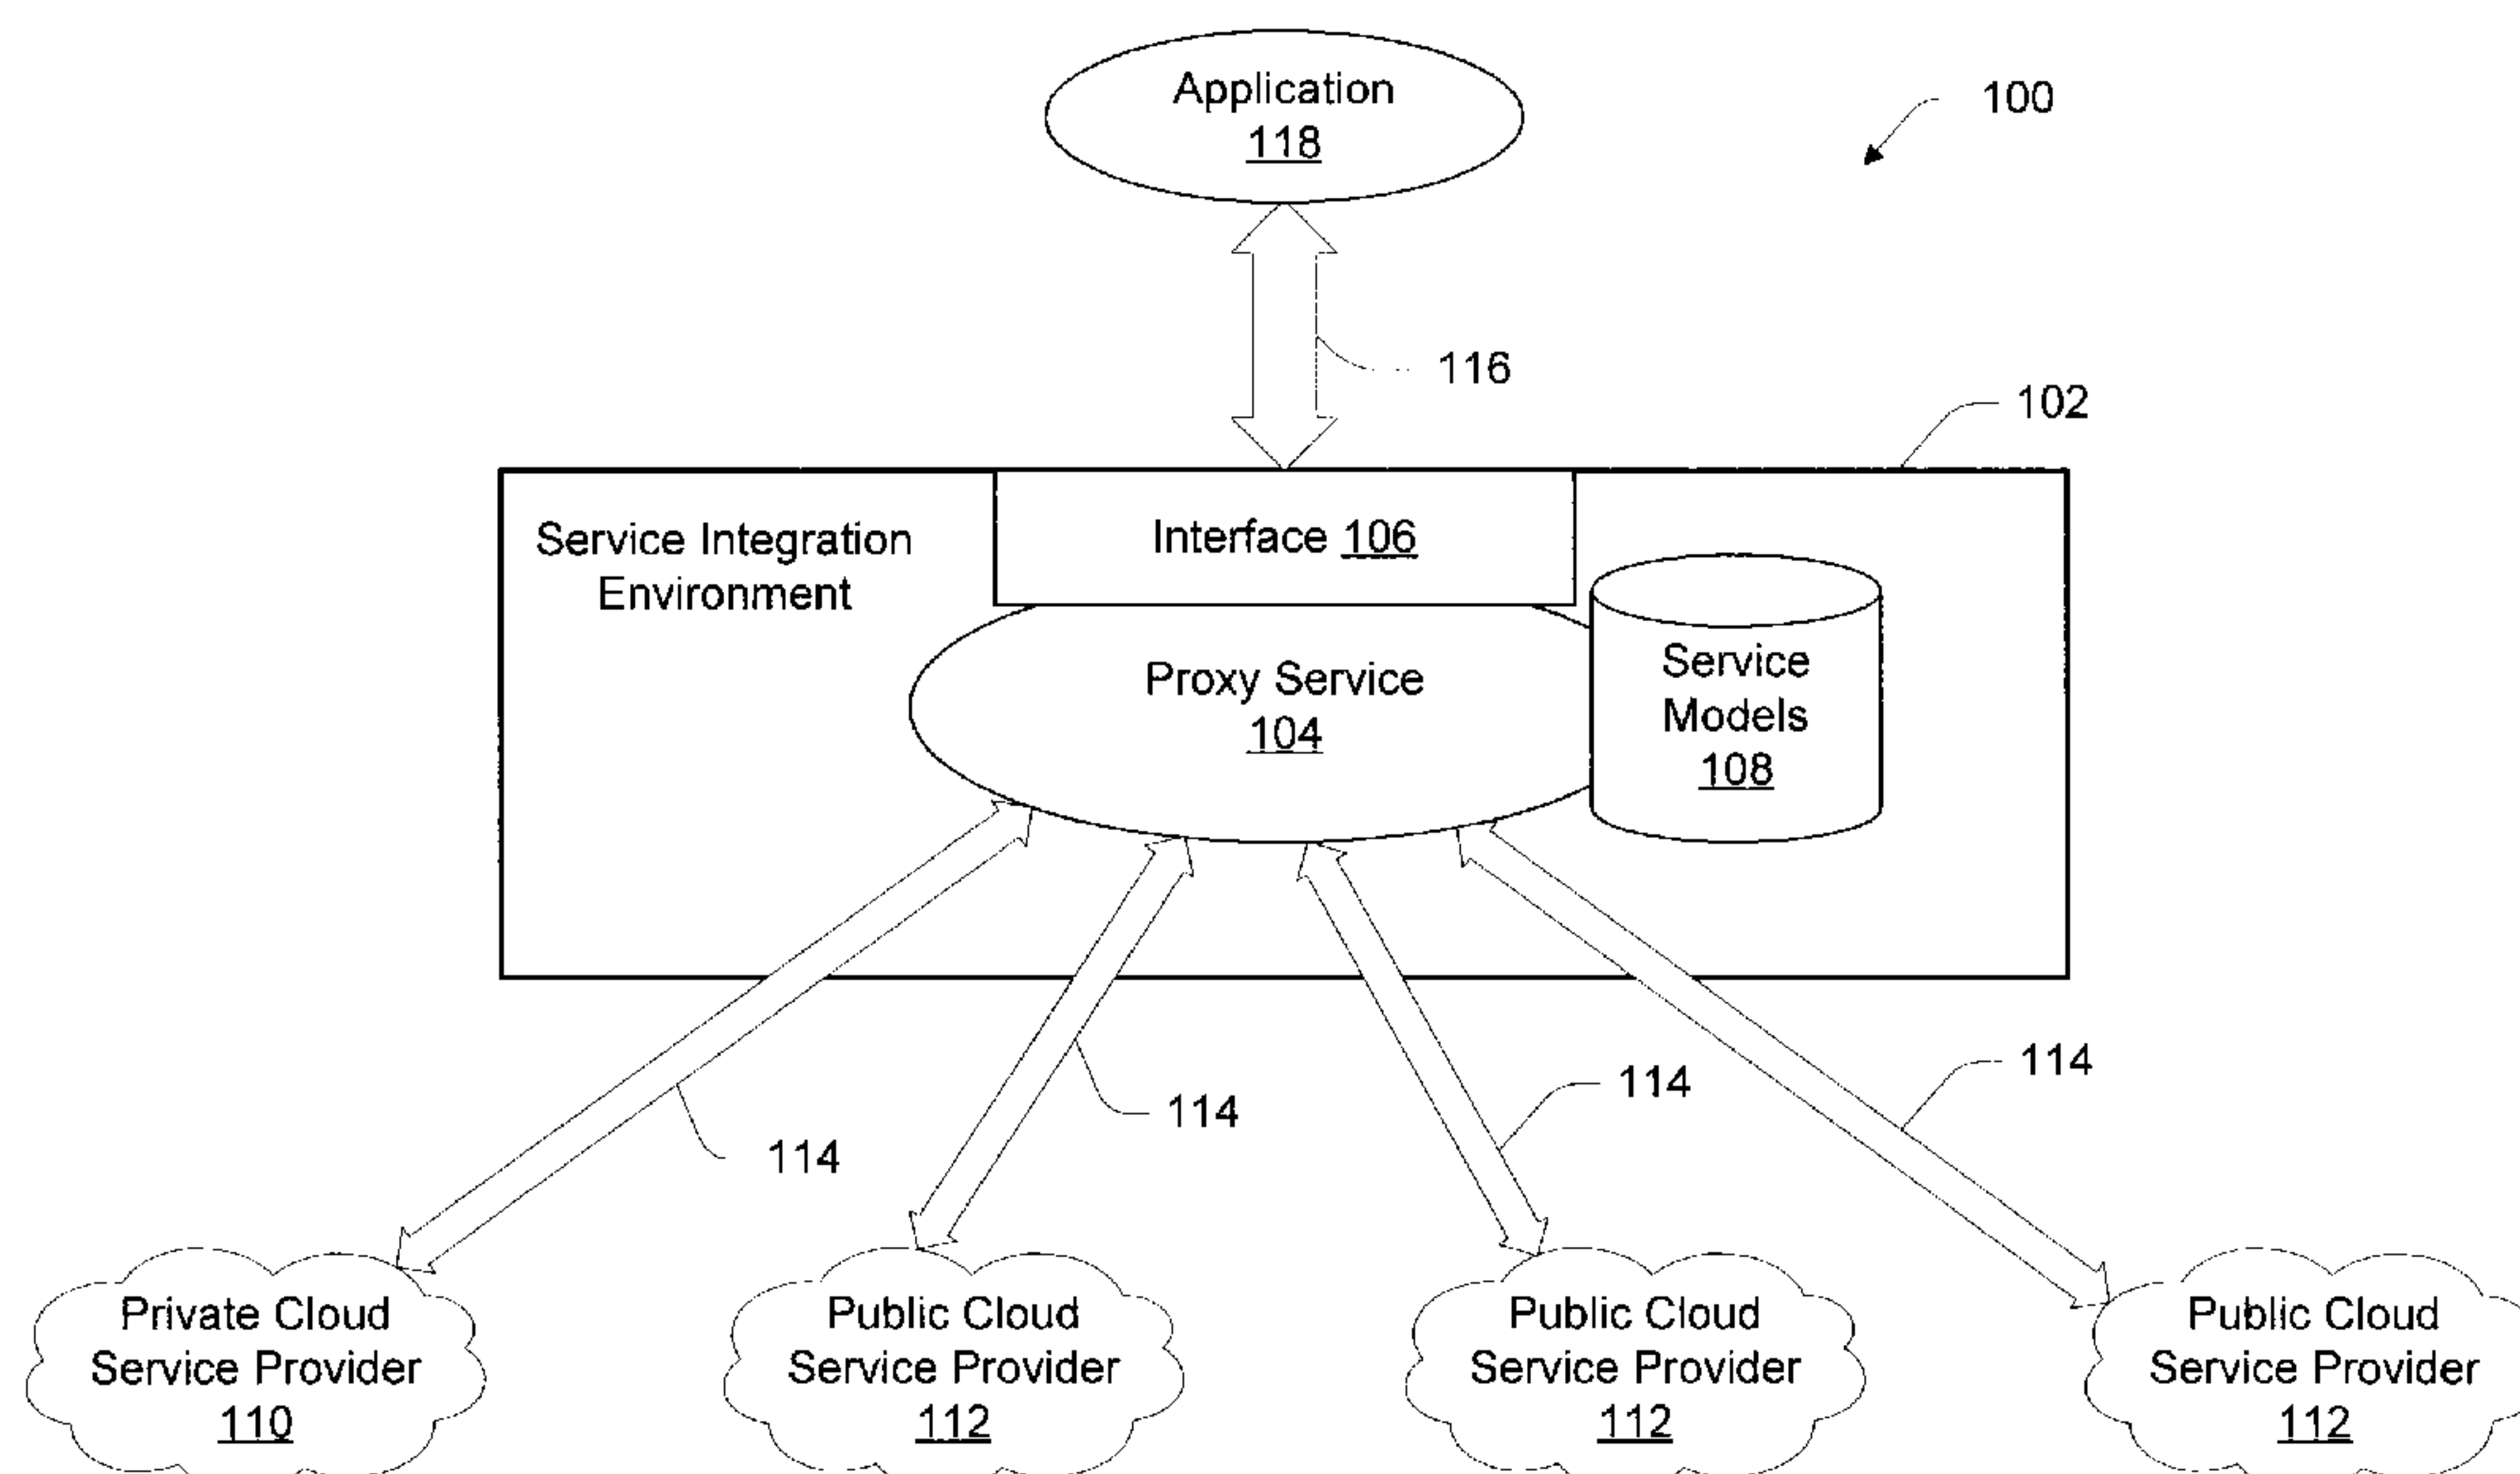 Application
118
100
116
102
Service Integration
Environment
Interface 106
Proxy Service
104
Service
Models
108
114
114
114
114
Private Cloud
Service Provider
110
Public Cloud
Service Provider
112
Public Cloud
Service Provider
112
Public Cloud
Service Provider
112